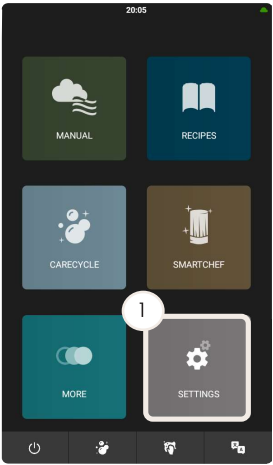 20:05
MANUAL
RECIPES
CARECYCLE
SMARTCHEF
1
MORE
SETTINGS